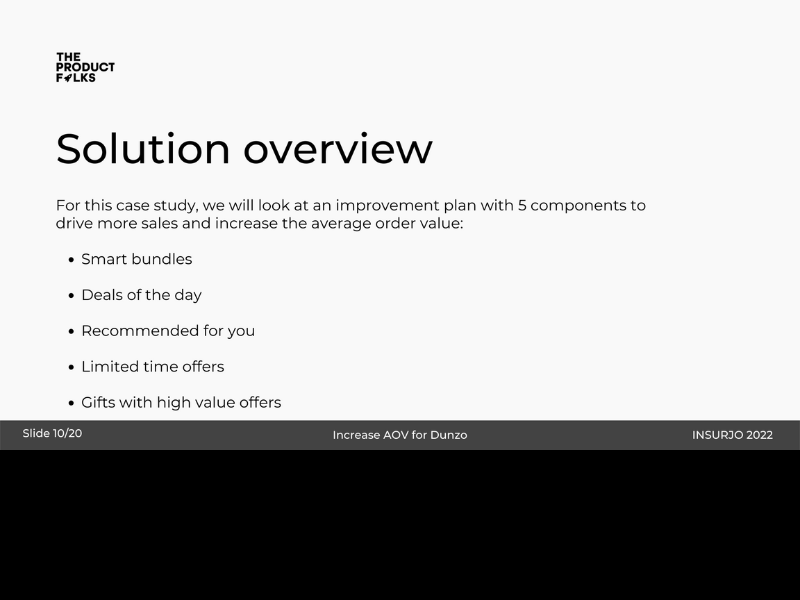 THE
PRODUCT
FOLKS
Solution overview
For this case study, we will look at an improvement plan with 5 components to
drive more sales and increase the average order value:
• Smart bundles
• Deals of the day
• Recommended for you
• Limited time offers
• Gifts with high value offers
Slide 10/20
Increase AOV for Dunzo
INSURJO 2022